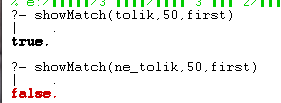 ?- showMatch(tolik,50,first)
|
true.
?- showMatch(ne_tolik,50,first)
|
false.